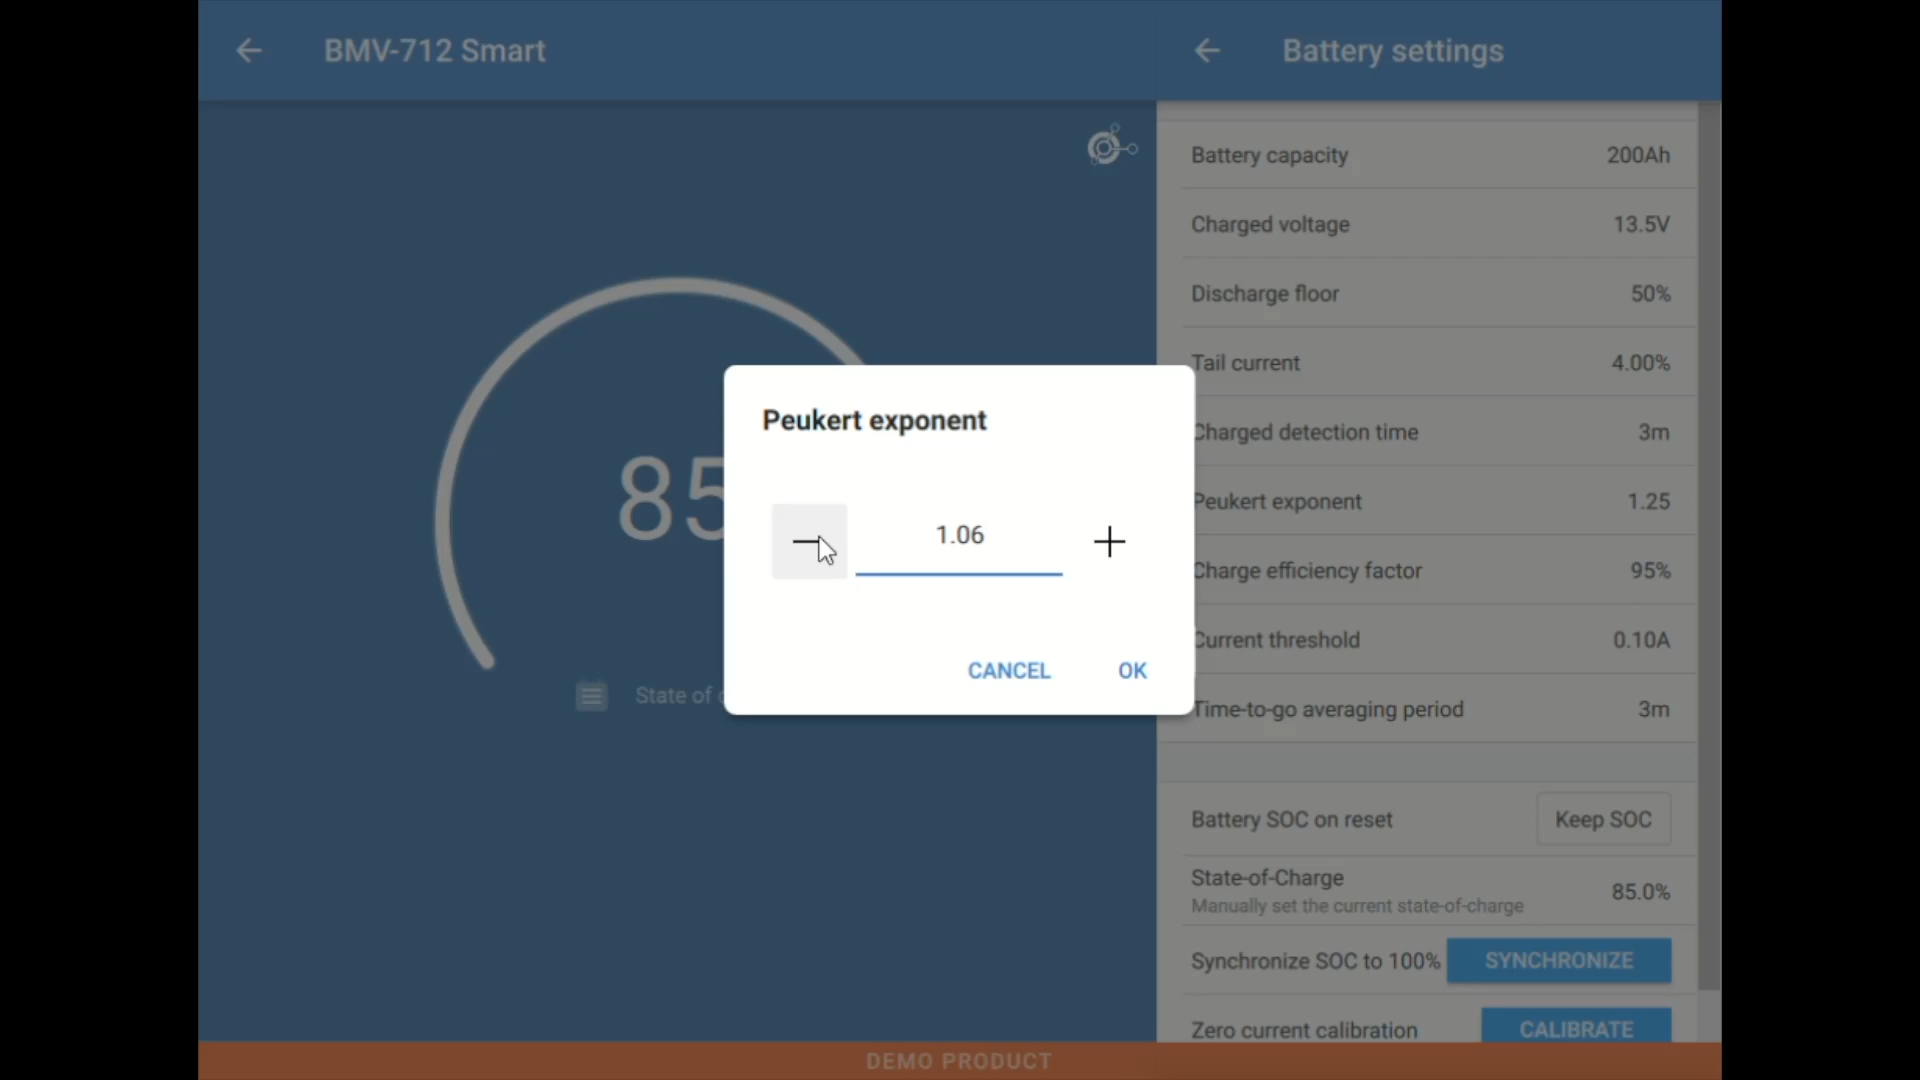 BMV-712 Smart
Battery settings
Battery capacity 200Ah
Charged voltage 13.5V
Discharge floor 50%
Tail current 4.00%
Charged detection time 3m
Peukert exponent 1.25
Charge efficiency factor 95%
Current threshold 0.10A
Time-to-go averaging period 3m
Battery SOC on reset Keep SOC
State-of-Charge 85.0%
Manually set the current state-of-charge
Synchronize SOC to 100% SYNCHRONIZE
Zero current calibration CALIBRATE
85
State of
Peukert exponent
1.06
CANCEL OK
DEMO PRODUCT